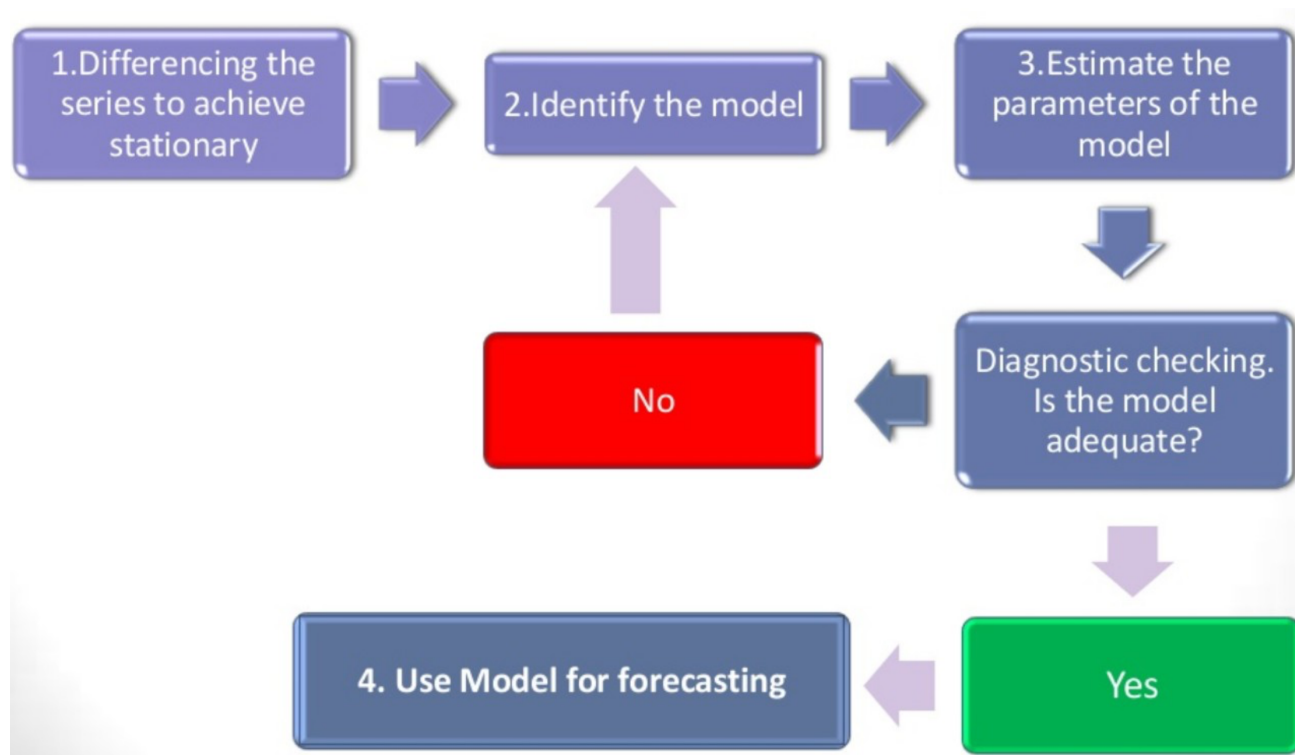 1.Differencing the
series to achieve
stationary
2.Identify the model
3.Estimate the
parameters of the
model
Diagnostic checking.
Is the model
adequate?
No
Yes
4. Use Model for forecasting